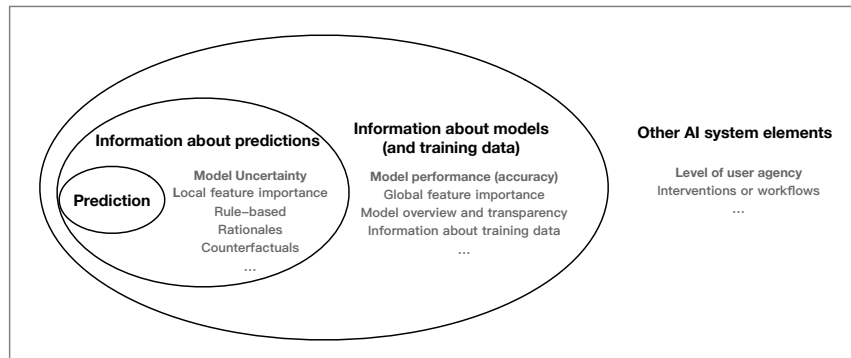 Prediction
Information about predictions
Model Uncertainty
Local feature importance
Rule-based
Rationales
Counterfactuals
...
Information about models
(and training data)
Model performance (accuracy)
Global feature importance
Model overview and transparency
Information about training data
...
Other AI system elements
Level of user agency
Interventions or workflows
...